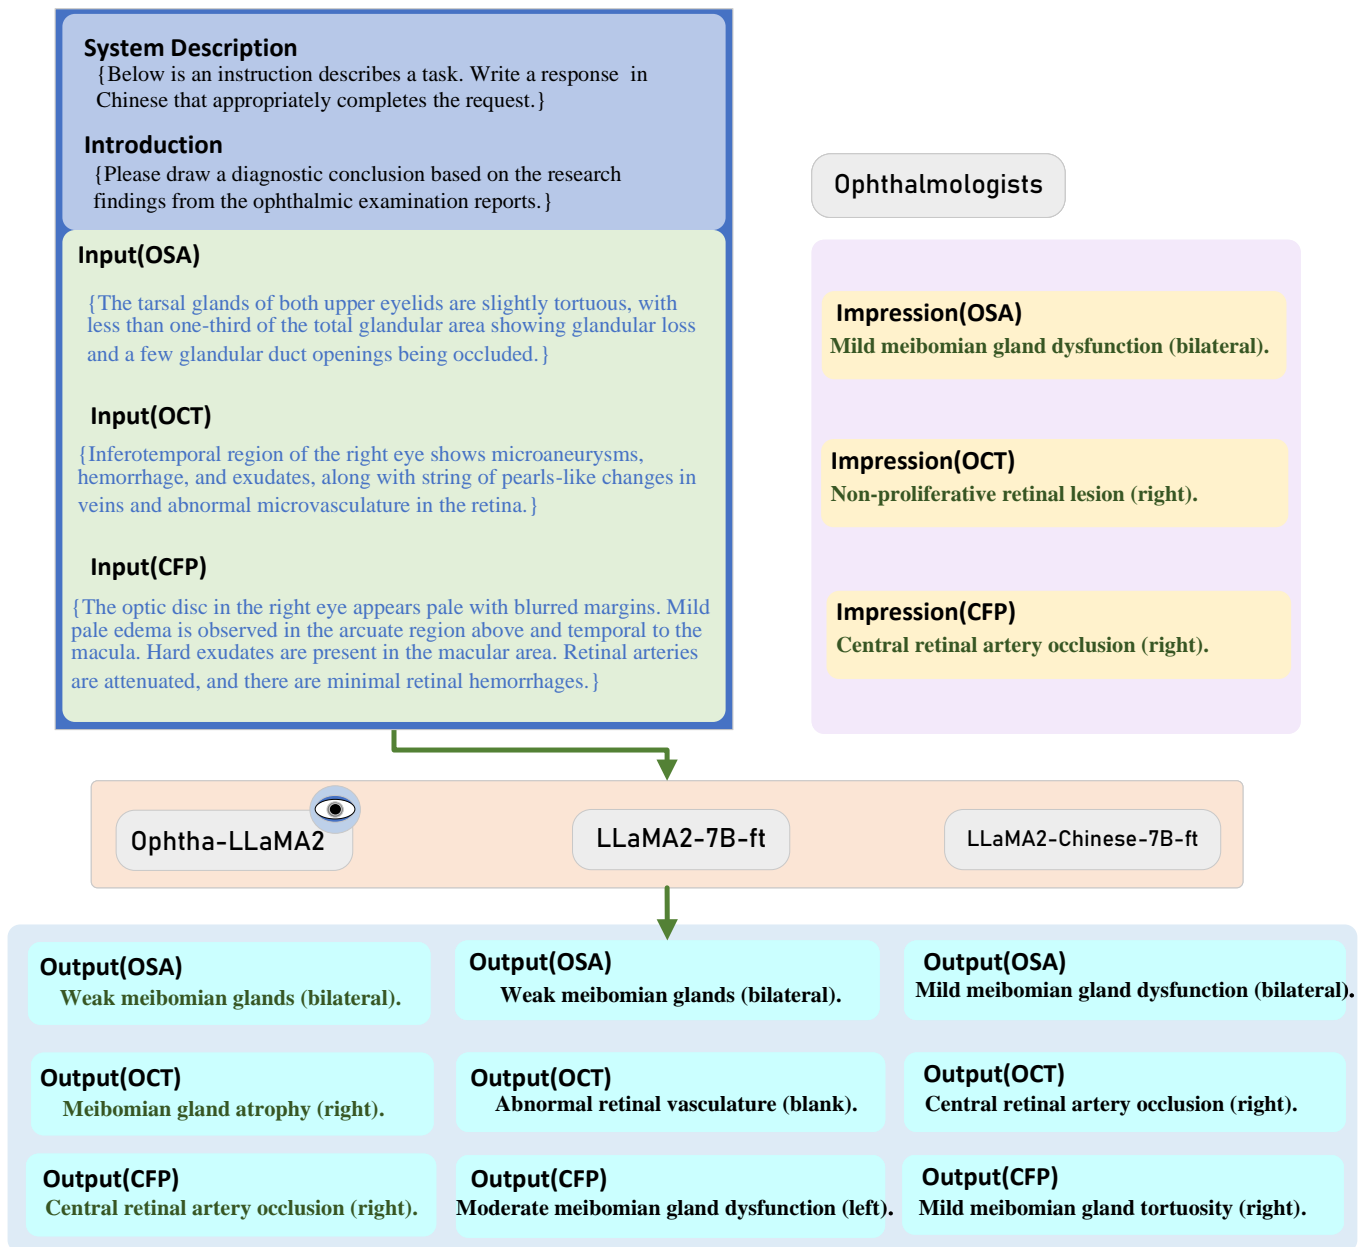 System Description
{Below is an instruction describes a task. Write a response in
Chinese that appropriately completes the request.}
Introduction
{Please draw a diagnostic conclusion based on the research
findings from the ophthalmic examination reports.}
Input(OSA)
{The tarsal glands of both upper eyelids are slightly tortuous, with
less than one-third of the total glandular area showing glandular loss
and a few glandular duct openings being occluded.}
Input(OCT)
{Inferotemporal region of the right eye shows microaneurysms,
hemorrhage, and exudates, along with string of pearls-like changes in
veins and abnormal microvasculature in the retina.}
Input(CFP)
{The optic disc in the right eye appears pale with blurred margins. Mild
pale edema is observed in the arcuate region above and temporal to the
macula. Hard exudates are present in the macular area. Retinal arteries
are attenuated, and there are minimal retinal hemorrhages.}
Ophthalmologists
Impression(OSA)
Mild meibomian gland dysfunction (bilateral).
Impression(OCT)
Non-proliferative retinal lesion (right).
Impression(CFP)
Central retinal artery occlusion (right).
Ophtha-LLaMA2
LLaMA2-7B-ft
LLaMA2-Chinese-7B-ft
Output(OSA)
Weak meibomian glands (bilateral).
Output(OSA)
Weak meibomian glands (bilateral).
Output(OSA)
Mild meibomian gland dysfunction (bilateral).
Output(OCT)
Meibomian gland atrophy (right).
Output(OCT)
Abnormal retinal vasculature (blank).
Output(OCT)
Central retinal artery occlusion (right).
Output(CFP)
Central retinal artery occlusion (right).
Output(CFP)
Moderate meibomian gland dysfunction (left).
Output(CFP)
Mild meibomian gland tortuosity (right).